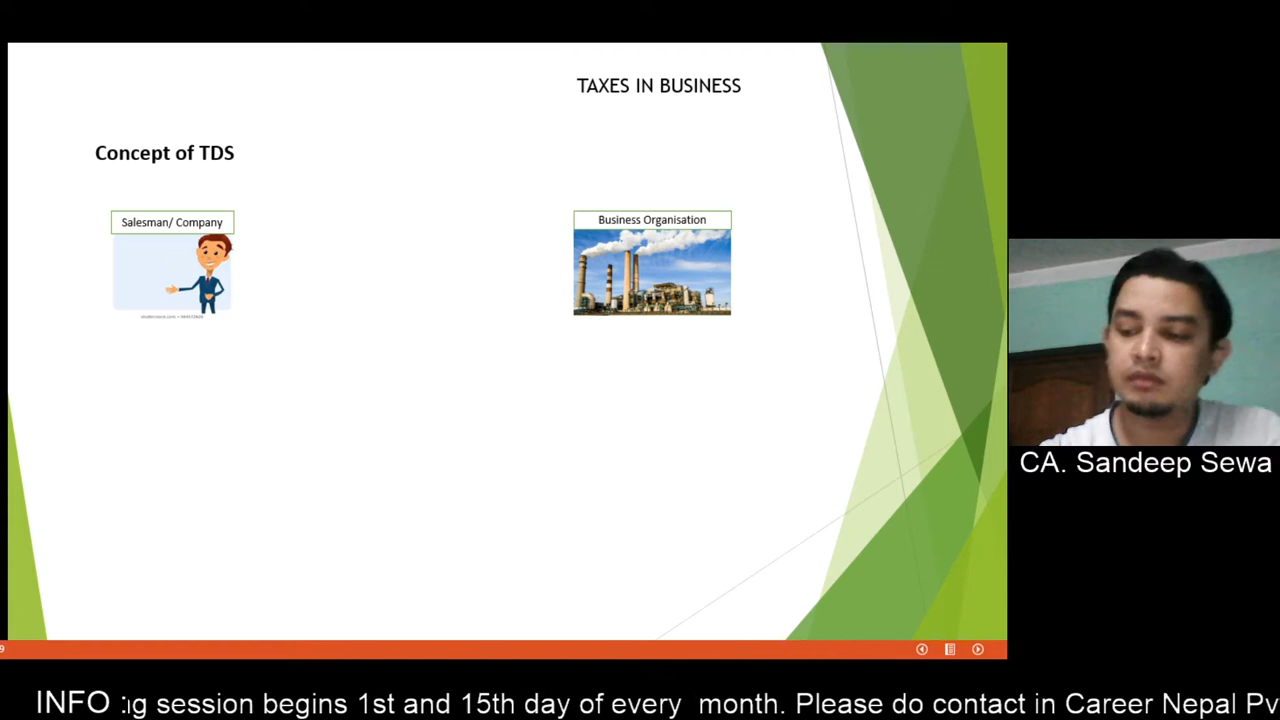 TAXES IN BUSINESS
Concept of TDS
Salesman/ Company
Business Organisation
CA. Sandeep Sewa
9
INFO :ng session begins 1st and 15th day of every month. Please do contact in Career Nepal Pv